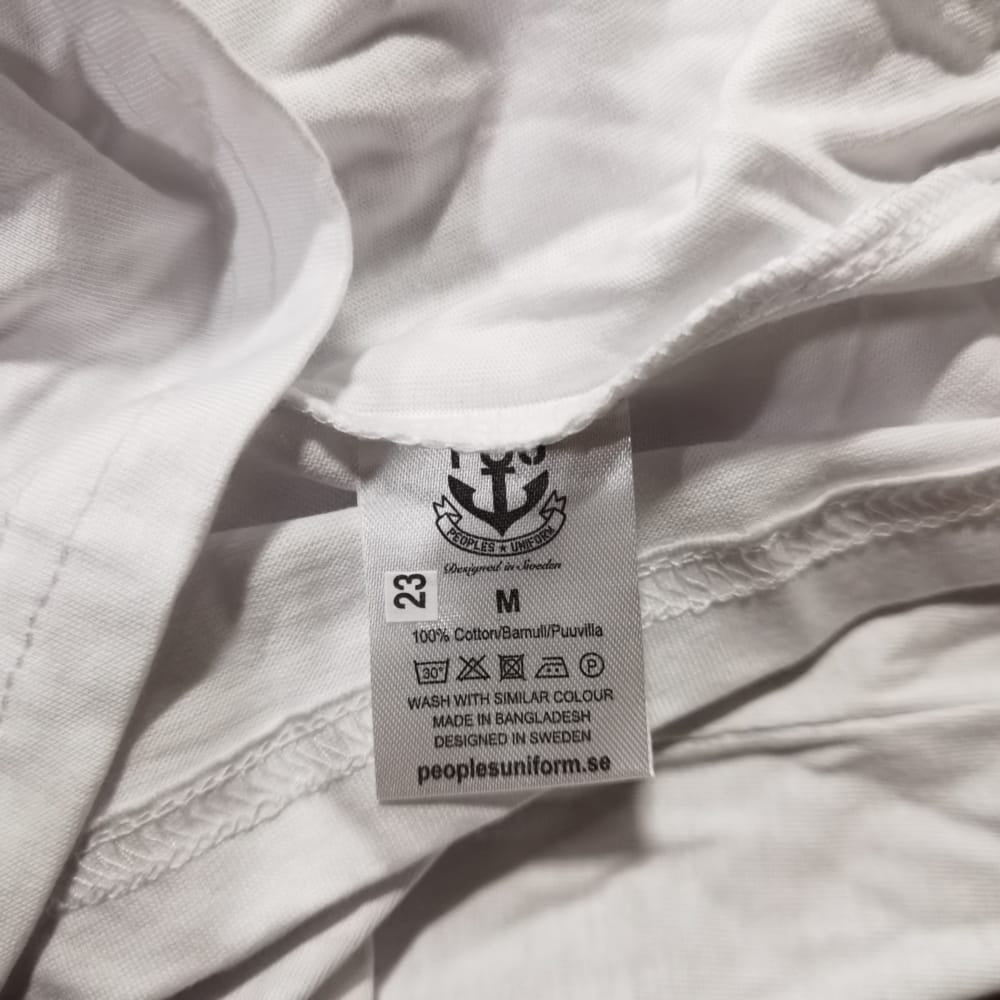 PEOPLES ★ UNIFORM
Designed in Sweden
23
M
100% Cotton/Bamull/Puuvilla
30° P
WASH WITH SIMILAR COLOUR
MADE IN BANGLADESH
DESIGNED IN SWEDEN
peoplesuniform.se